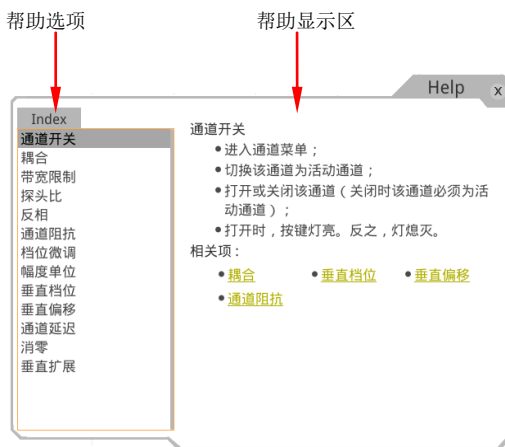 帮助选项
帮助显示区
Help x
Index
通道开关
耦合
带宽限制
探头比
反相
通道阻抗
档位微调
幅度单位
垂直档位
垂直偏移
通道延迟
消零
垂直扩展
通道开关
●进入通道菜单；
●切换该通道为活动通道；
●打开或关闭该通道（关闭时该通道必须为活
动通道）；
●打开时，按键灯亮。反之，灯熄灭。
相关项：
●耦合 ●垂直档位 ●垂直偏移
●通道阻抗